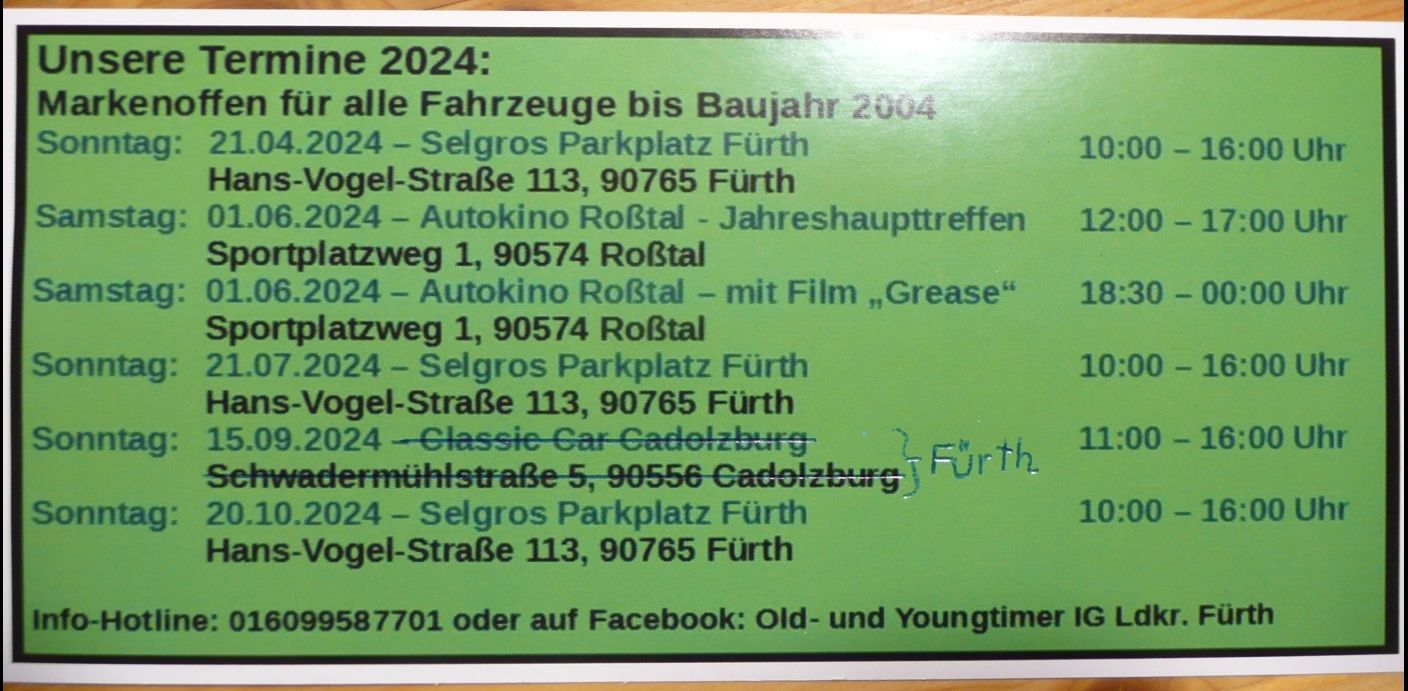 Unsere Termine 2024:
Markenoffen für alle Fahrzeuge bis Baujahr 2004
Sonntag: 21.04.2024 – Selgros Parkplatz Fürth 10:00 – 16:00 Uhr
Hans-Vogel-Straße 113, 90765 Fürth
Samstag: 01.06.2024 – Autokino Roßtal - Jahreshaupttreffen 12:00 – 17:00 Uhr
Sportplatzweg 1, 90574 Roßtal
Samstag: 01.06.2024 – Autokino Roßtal – mit Film „Grease“ 18:30 – 00:00 Uhr
Sportplatzweg 1, 90574 Roßtal
Sonntag: 21.07.2024 – Selgros Parkplatz Fürth 10:00 – 16:00 Uhr
Hans-Vogel-Straße 113, 90765 Fürth
Sonntag: 15.09.2024 – Classic Car Cadolzburg 11:00 – 16:00 Uhr
Schwadermühlstraße 5, 90556 Cadolzburg } Fürth
Sonntag: 20.10.2024 – Selgros Parkplatz Fürth 10:00 – 16:00 Uhr
Hans-Vogel-Straße 113, 90765 Fürth
Info-Hotline: 016099587701 oder auf Facebook: Old- und Youngtimer IG Ldkr. Fürth